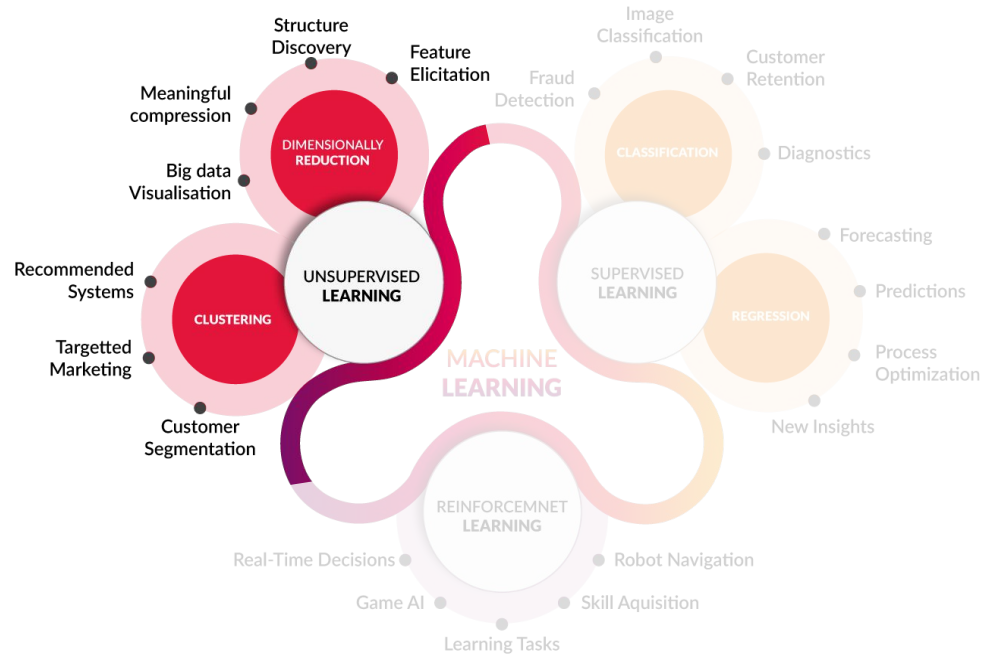 Structure
Discovery
Feature
Elicitation
Meaningful
compression
DIMENSIONALLY
REDUCTION
Big data
Visualisation
UNSUPERVISED
LEARNING
Recommended
Systems
CLUSTERING
Targetted
Marketing
Customer
Segmentation
Image
Classification
Customer
Retention
Fraud
Detection
CLASSIFICATION
Diagnostics
SUPERVISED
LEARNING
Forecasting
Predictions
REGRESSION
Process
Optimization
New Insights
MACHINE
LEARNING
REINFORCEMNET
LEARNING
Real-Time Decisions
Robot Navigation
Game AI
Skill Aquisition
Learning Tasks